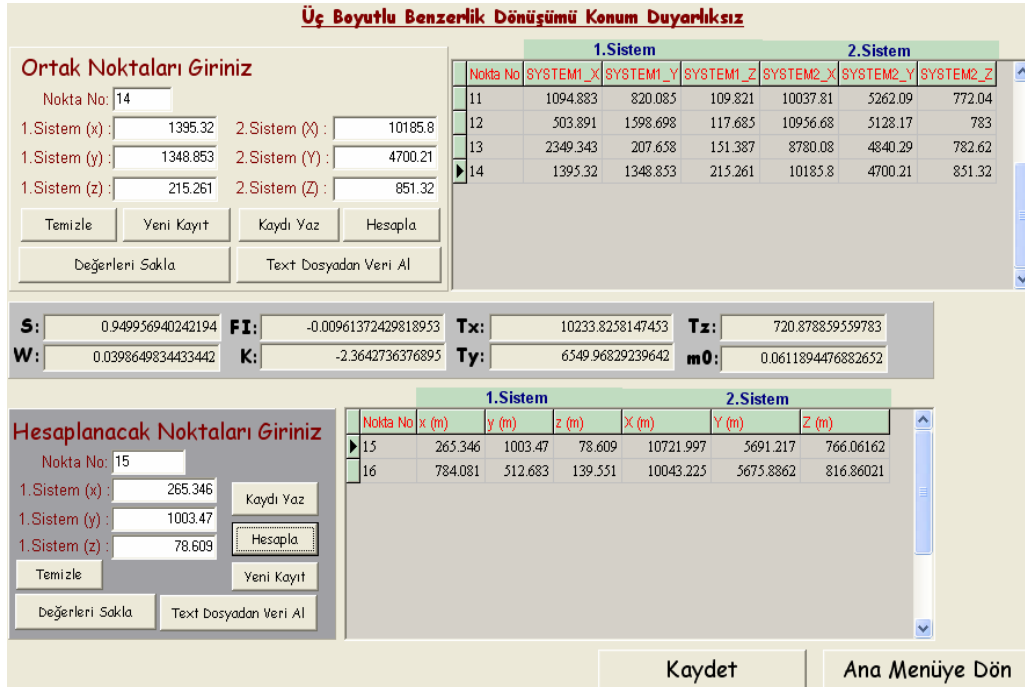 Üç Boyutlu Benzerlik Dönüşümü Konum Duyarlıksız
Ortak Noktaları Giriniz
Nokta No: 14
1.Sistem (x) : 1395.32 2.Sistem (X) : 10185.8
1.Sistem (y) : 1348.853 2.Sistem (Y) : 4700.21
1.Sistem (z) : 215.261 2.Sistem (Z) : 851.32
Temizle Yeni Kayıt Kaydı Yaz Hesapla
Değerleri Sakla Text Dosyadan Veri Al
1.Sistem 2.Sistem
Nokta No SYSTEM1_X SYSTEM1_Y SYSTEM1_Z SYSTEM2_X SYSTEM2_Y SYSTEM2_Z
11 1094.883 820.085 109.821 10037.81 5262.09 772.04
12 503.891 1598.698 117.685 10956.68 5128.17 783
13 2349.343 207.658 151.387 8780.08 4840.29 782.62
14 1395.32 1348.853 215.261 10185.8 4700.21 851.32
S: 0.949956940242194 FI: -0.00961372429818953 Tx: 10233.8258147453 Tz: 720.878859559783
W: 0.0398649833433442 K: -2.3642736376895 Ty: 6549.96829239642 m0: 0.0611894476882652
Hesaplanacak Noktaları Giriniz
Nokta No: 15
1.Sistem (x) : 265.346
1.Sistem (y) : 1003.47
1.Sistem (z) : 78.609
Kaydı Yaz
Hesapla
Temizle Yeni Kayıt
Değerleri Sakla Text Dosyadan Veri Al
1.Sistem 2.Sistem
Nokta No x (m) y (m) z (m) X (m) Y (m) Z (m)
15 265.346 1003.47 78.609 10721.997 5691.217 766.06162
16 784.081 512.683 139.551 10043.225 5675.8862 816.86021
Kaydet Ana Menüye Dön